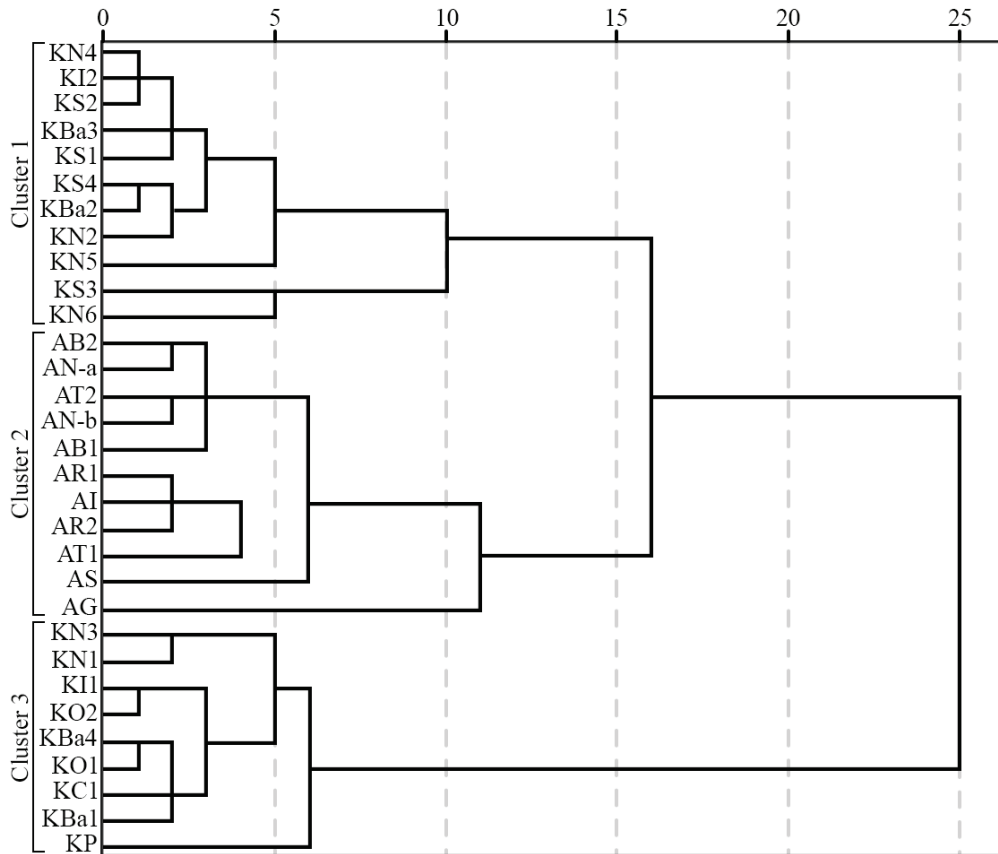 0 5 10 15 20 25
Cluster 1
KN4
KI2
KS2
KBa3
KS1
KS4
KBa2
KN2
KN5
KS3
KN6
Cluster 2
AB2
AN-a
AT2
AN-b
AB1
AR1
AI
AR2
AT1
AS
AG
Cluster 3
KN3
KN1
KI1
KO2
KBa4
KO1
KC1
KBa1
KP